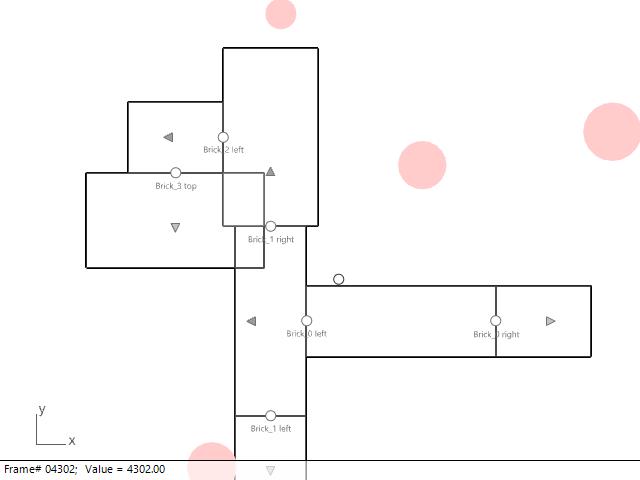 Brick_2 left
Brick_3 top
Brick_1 right
Brick_0 left
Brick_0 right
Brick_1 left
y
x
Frame# 04302;  Value = 4302.00